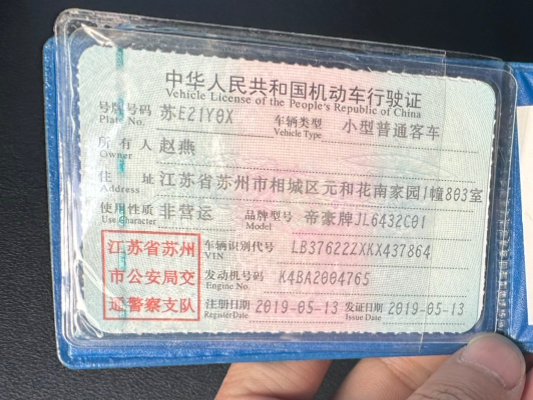 中华人民共和国机动车行驶证
Vehicle License of the People's Republic of China
号牌号码 苏E21Y0X 车辆类型 小型普通客车
Plate No. Vehicle Type
所有人 赵燕
Owner
住址 江苏省苏州市相城区元和花南家园1幢803室
Address
使用性质 非营运 品牌型号 帝豪牌JL6432C01
Use Character Model
江苏省苏州
市公安局交
通警察支队
车辆识别代号 LB37622ZXKX437864
VIN
发动机号码 K4BA2004765
Engine No.
注册日期 2019-05-13 发证日期 2019-05-13
Register Date Issue Date